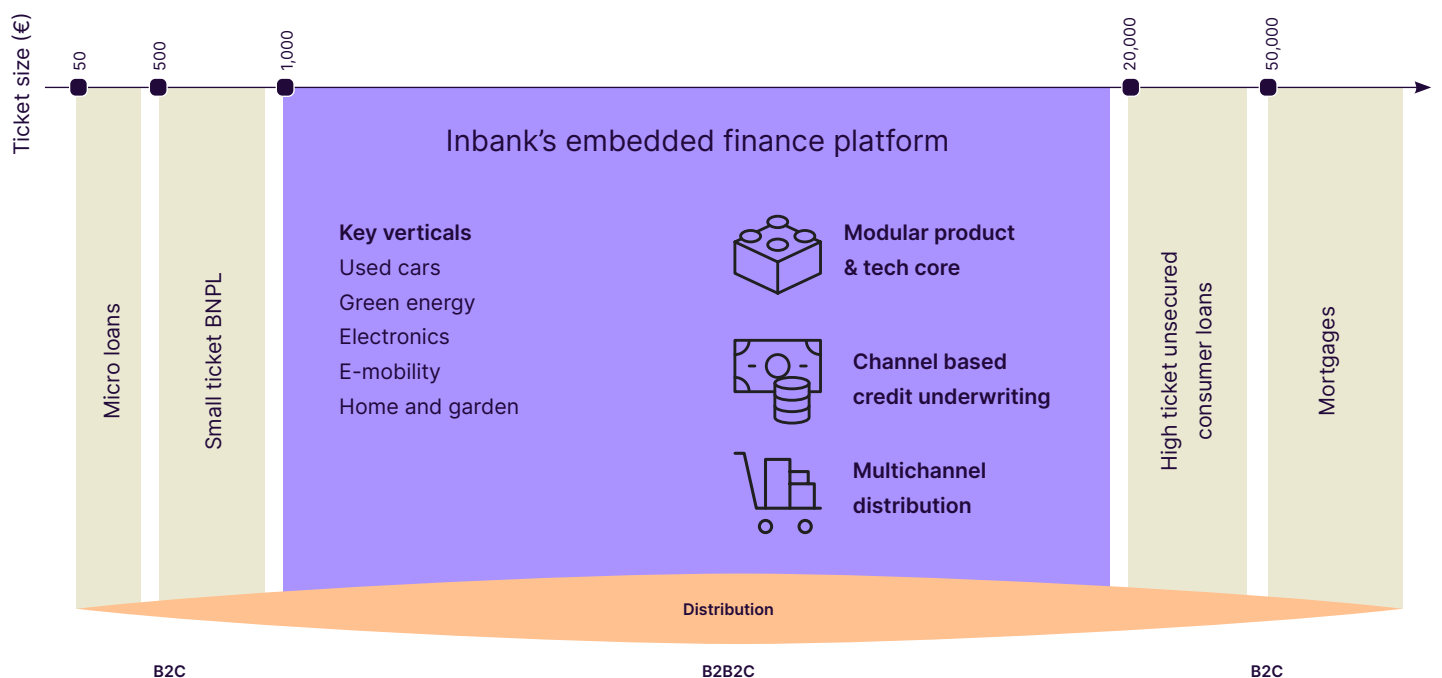 Ticket size (€)
50
500
1,000
20,000
50,000
Inbank’s embedded finance platform
Micro loans
Small ticket BNPL
Key verticals
Used cars
Green energy
Electronics
E-mobility
Home and garden
Modular product
& tech core
Channel based
credit underwriting
Multichannel
distribution
High ticket unsecured
consumer loans
Mortgages
Distribution
B2C
B2B2C
B2C